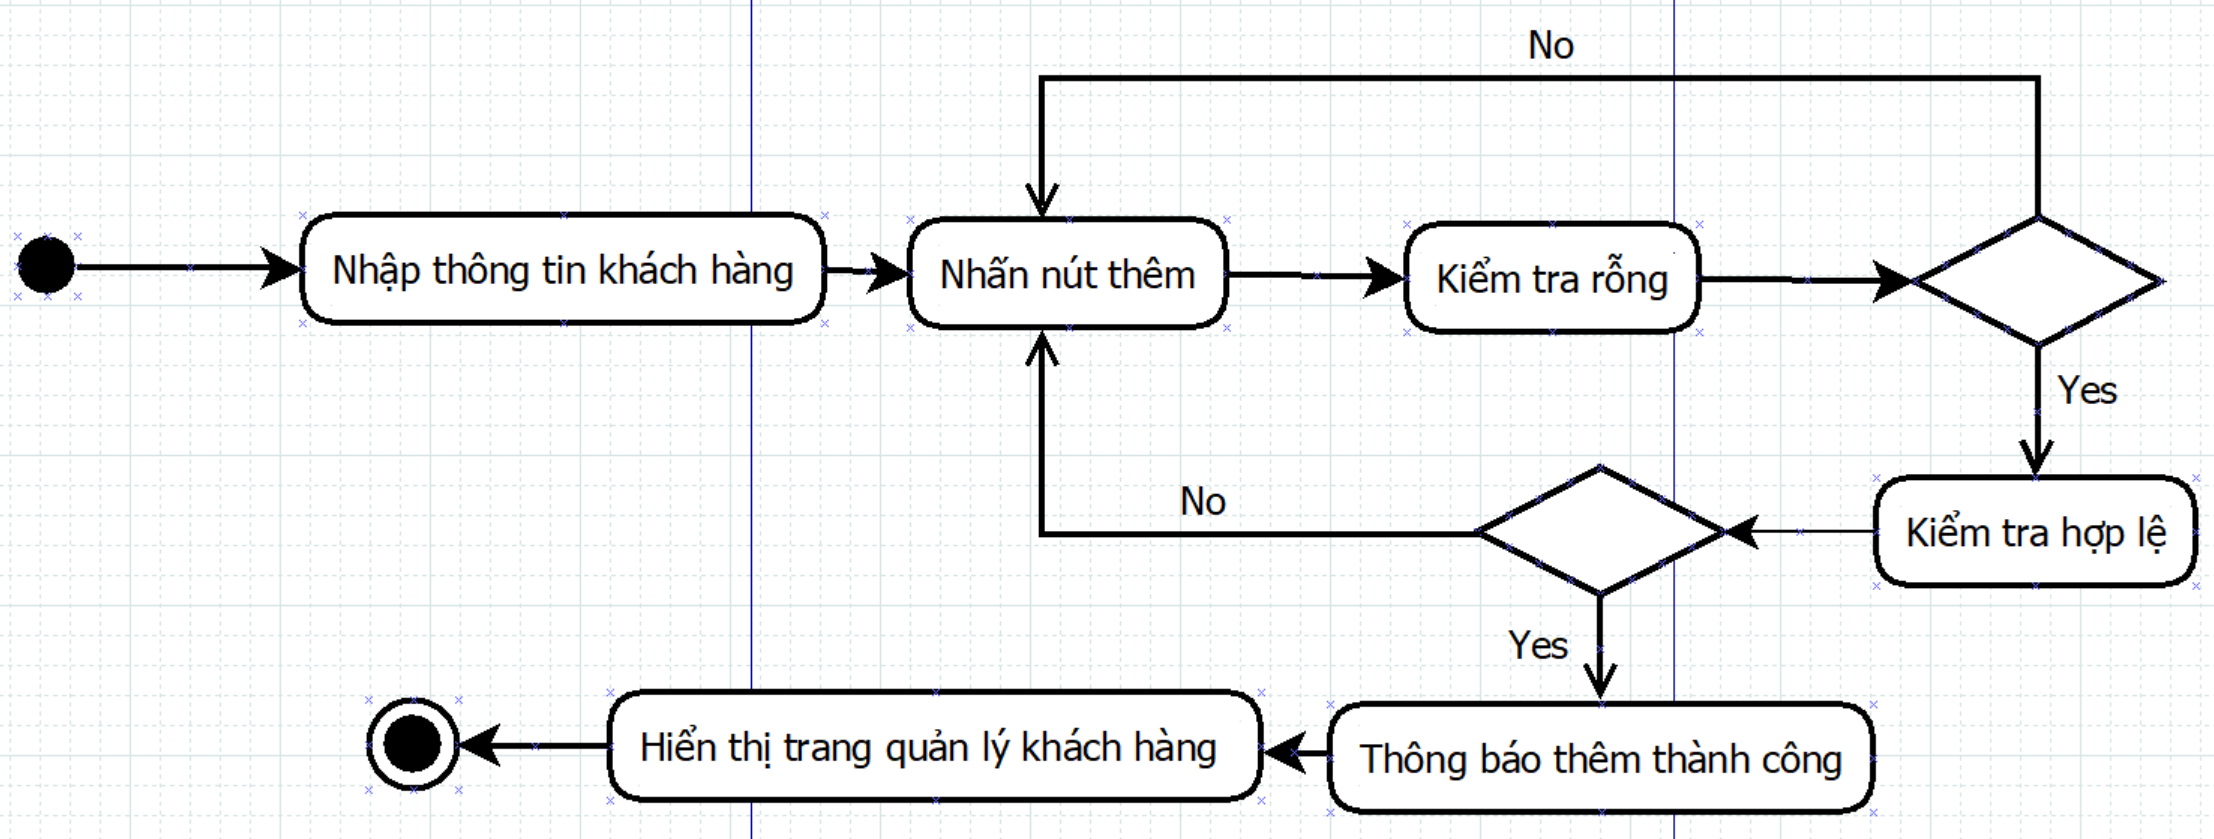 No
Nhập thông tin khách hàng
Nhấn nút thêm
Kiểm tra rỗng
Yes
No
Kiểm tra hợp lệ
Yes
Hiển thị trang quản lý khách hàng
Thông báo thêm thành công